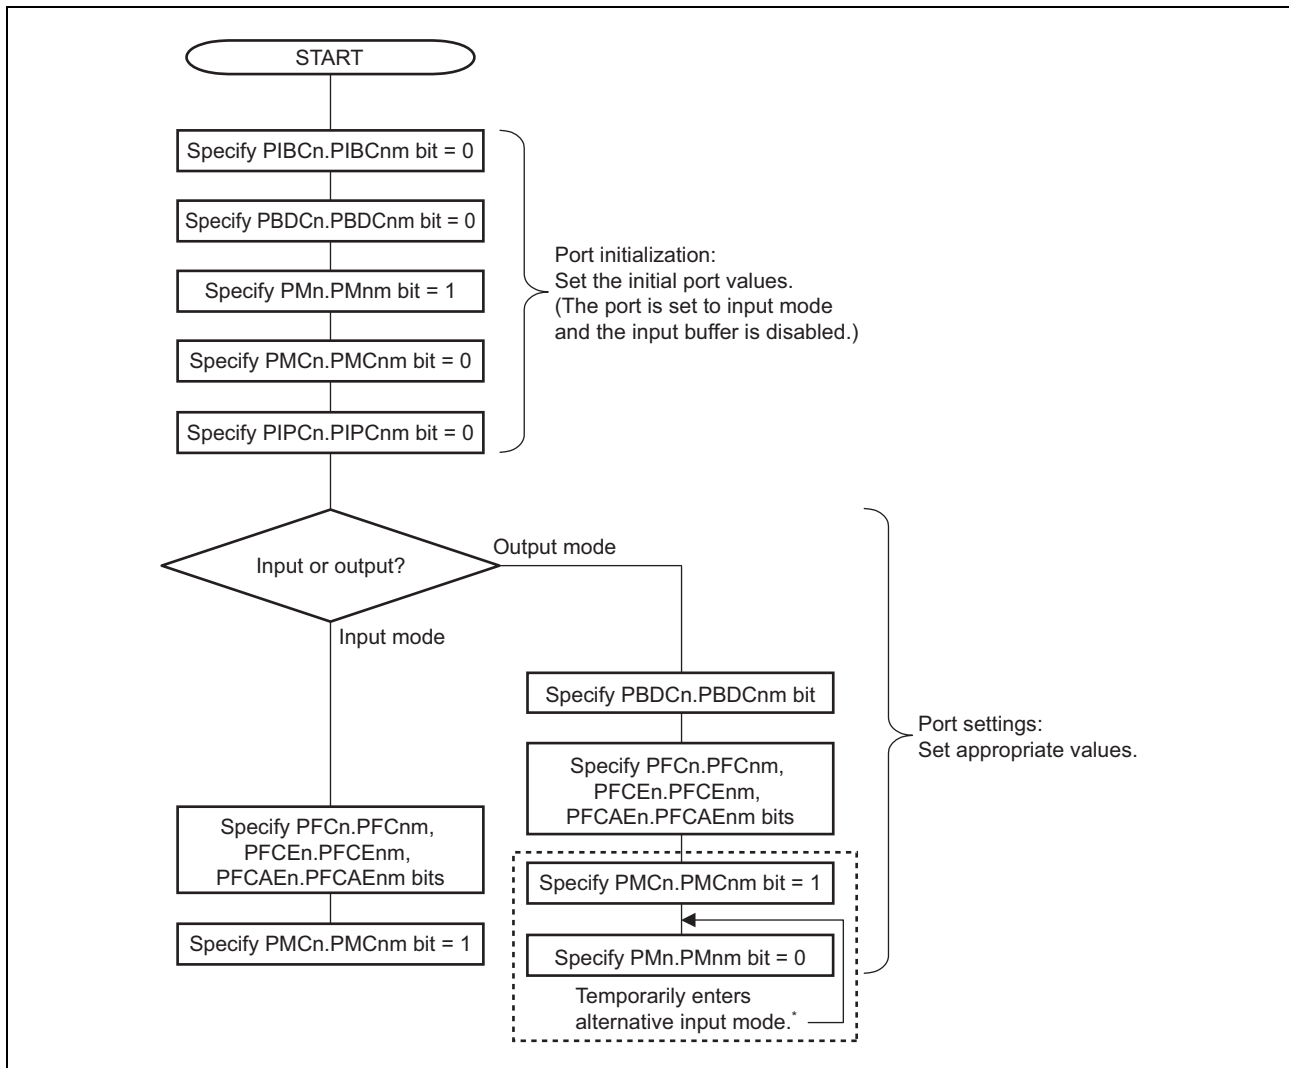 START
Specify PIBCn.PIBCnm bit = 0
Specify PBDCn.PBDCnm bit = 0
Specify PMn.PMnm bit = 1
Specify PMCn.PMCnm bit = 0
Specify PIPCn.PIPCnm bit = 0
Port initialization:
Set the initial port values.
(The port is set to input mode
and the input buffer is disabled.)
Input or output?
Output mode
Input mode
Specify PBDCn.PBDCnm bit
Specify PFCn.PFCnm,
PFCEn.PFCEnm,
PFCAEn.PFCAEnm bits
Specify PMCn.PMCnm bit = 1
Specify PMn.PMnm bit = 0
Temporarily enters
alternative input mode.*
Specify PFCn.PFCnm,
PFCEn.PFCEnm,
PFCAEn.PFCAEnm bits
Specify PMCn.PMCnm bit = 1
Port settings:
Set appropriate values.